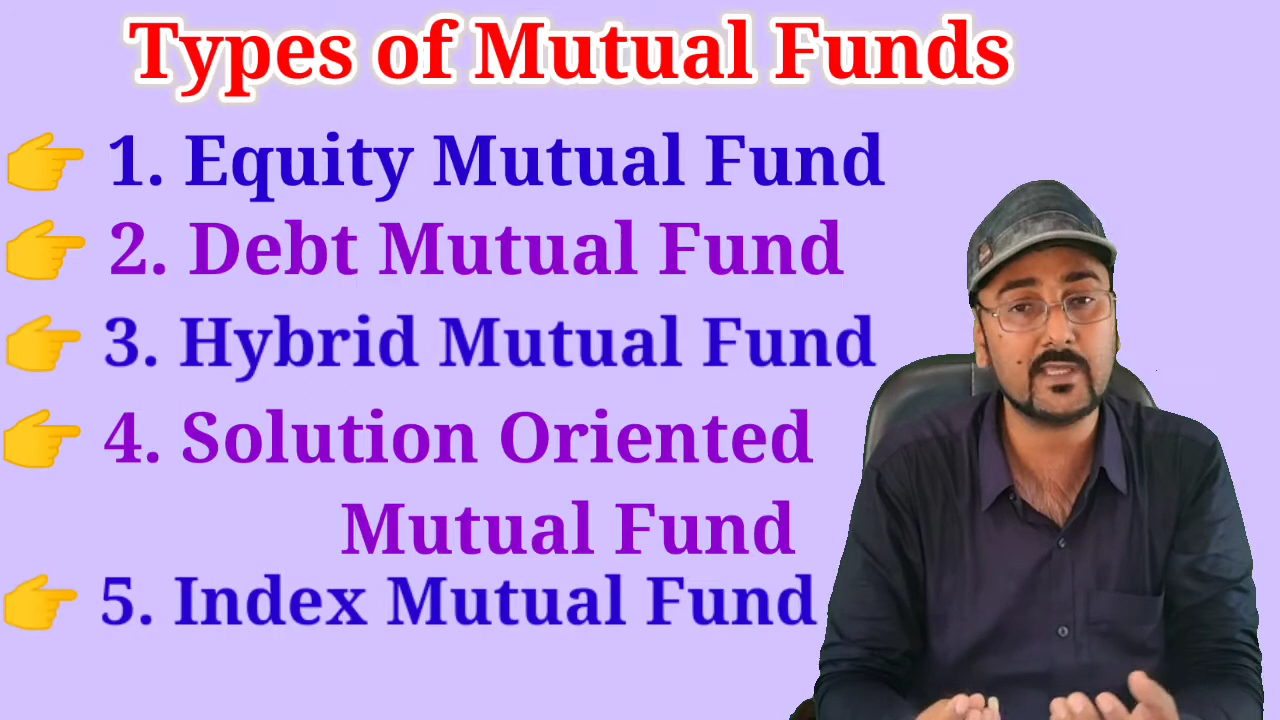 Types of Mutual Funds
👉 1. Equity Mutual Fund
👉 2. Debt Mutual Fund
👉 3. Hybrid Mutual Fund
👉 4. Solution Oriented
Mutual Fund
👉 5. Index Mutual Fund